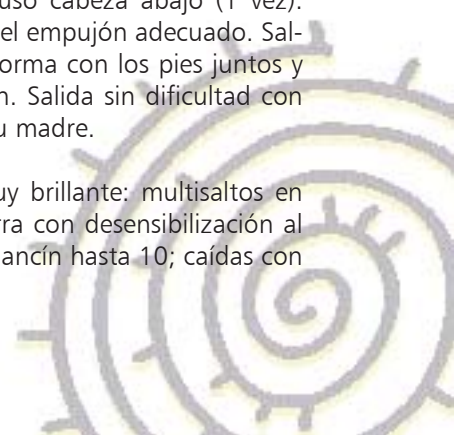 uso cabeza abajo (1 vez).
el empujón adecuado. Sal-
orma con los pies juntos y
n. Salida sin dificultad con
u madre.
uy brillante: multisaltos en
rra con desensibilización al
ancín hasta 10; caídas con